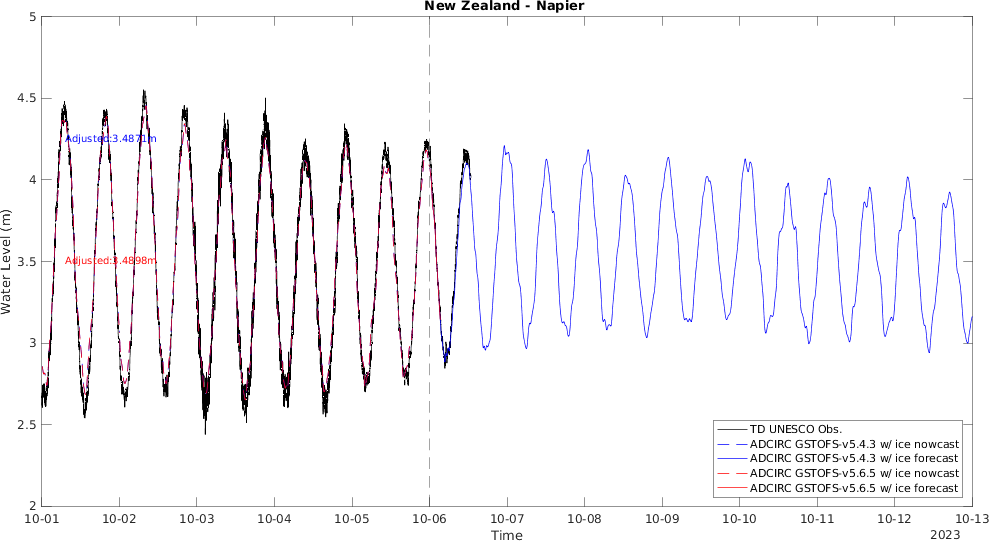 New Zealand - Napier
Water Level (m)
5
4.5
4
3.5
3
2.5
2
Adjusted:3.4871m
Adjusted:3.4898m
TD UNESCO Obs.
ADCIRC GSTOFS-v5.4.3 w/ ice nowcast
ADCIRC GSTOFS-v5.4.3 w/ ice forecast
ADCIRC GSTOFS-v5.6.5 w/ ice nowcast
ADCIRC GSTOFS-v5.6.5 w/ ice forecast
10-01 10-02 10-03 10-04 10-05 10-06 10-07 10-08 10-09 10-10 10-11 10-12 10-13
Time
2023